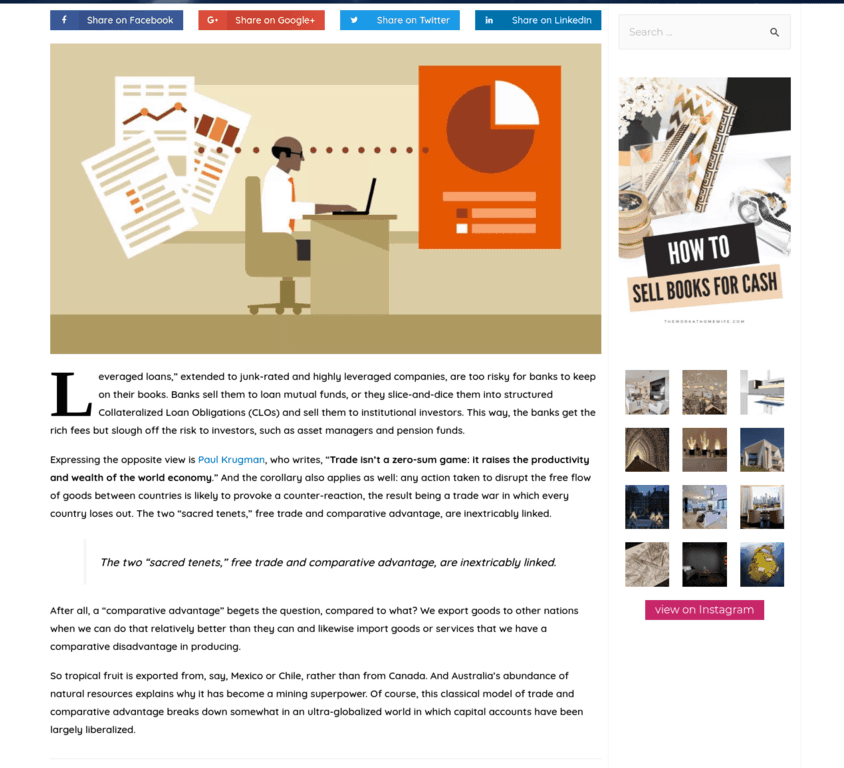 Share on Facebook
Share on Google+
Share on Twitter
Share on LinkedIn
Search ...
HOW TO
SELL BOOKS FOR CASH
THEWORKATHOMEWIFE.COM
Leveraged loans,” extended to junk-rated and highly leveraged companies, are too risky for banks to keep
on their books. Banks sell them to loan mutual funds, or they slice-and-dice them into structured
Collateralized Loan Obligations (CLOs) and sell them to institutional investors. This way, the banks get the
rich fees but slough off the risk to investors, such as asset managers and pension funds.
Expressing the opposite view is Paul Krugman, who writes, “Trade isn’t a zero-sum game: it raises the productivity
and wealth of the world economy.” And the corollary also applies as well: any action taken to disrupt the free flow
of goods between countries is likely to provoke a counter-reaction, the result being a trade war in which every
country loses out. The two “sacred tenets,” free trade and comparative advantage, are inextricably linked.
The two “sacred tenets,” free trade and comparative advantage, are inextricably linked.
After all, a “comparative advantage” begets the question, compared to what? We export goods to other nations
when we can do that relatively better than they can and likewise import goods or services that we have a
comparative disadvantage in producing.
So tropical fruit is exported from, say, Mexico or Chile, rather than from Canada. And Australia’s abundance of
natural resources explains why it has become a mining superpower. Of course, this classical model of trade and
comparative advantage breaks down somewhat in an ultra-globalized world in which capital accounts have been
largely liberalized.
view on Instagram